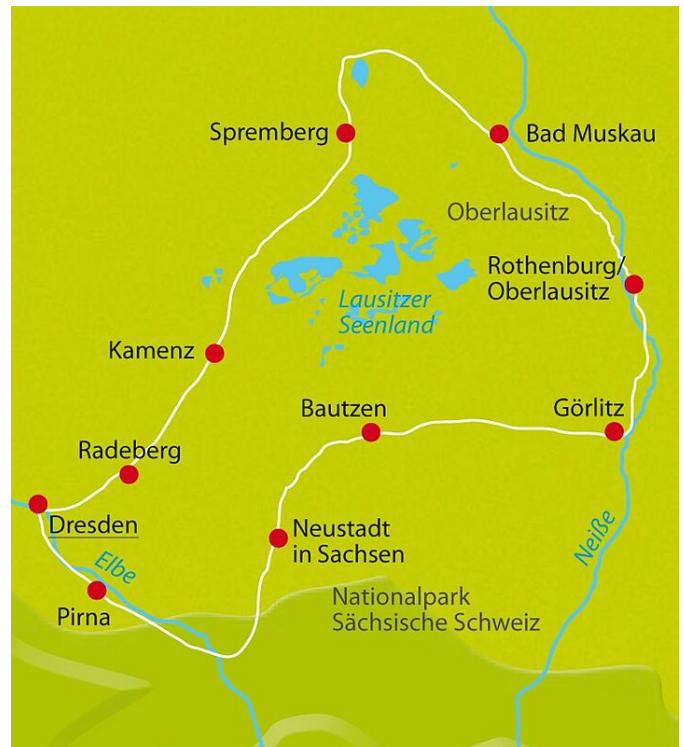 Spremberg
Bad Muskau
Oberlausitz
Rothenburg/
Oberlausitz
Lausitzer
Seenland
Kamenz
Bautzen
Görlitz
Radeberg
Dresden
Neustadt
in Sachsen
Elbe
Neiße
Pirna
Nationalpark
Sächsische Schweiz